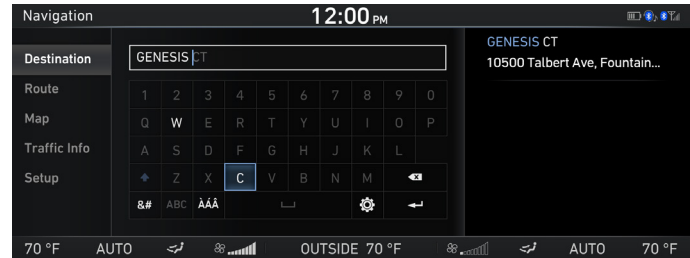 Navigation
12:00 PM
Destination
Route
Map
Traffic Info
Setup
GENESIS CT
1 2 3 4 5 6 7 8 9 0
Q W E R T Y U I O P
A S D F G H J K L
Z X C V B N M
&# ABC ÀÁÂ
GENESIS CT
10500 Talbert Ave, Fountain...
70 °F AUTO OUTSIDE 70 °F AUTO 70 °F